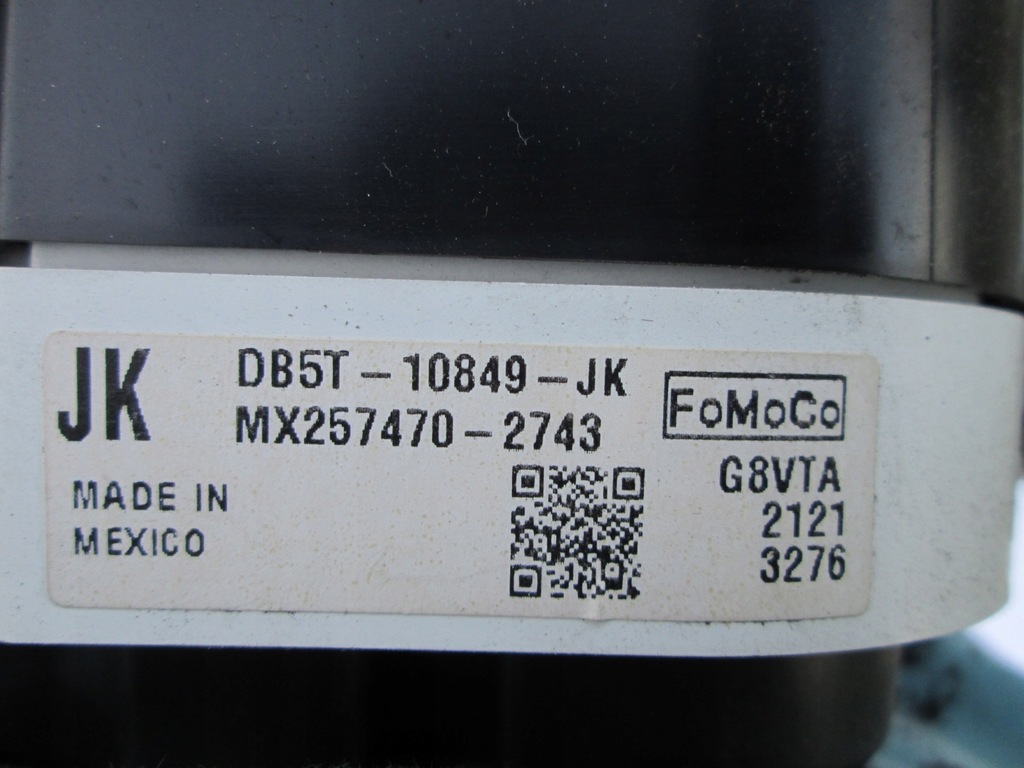 JK
DB5T-10849-JK
MX257470-2743
FoMoCo
G8VTA
2121
3276
MADE IN
MEXICO